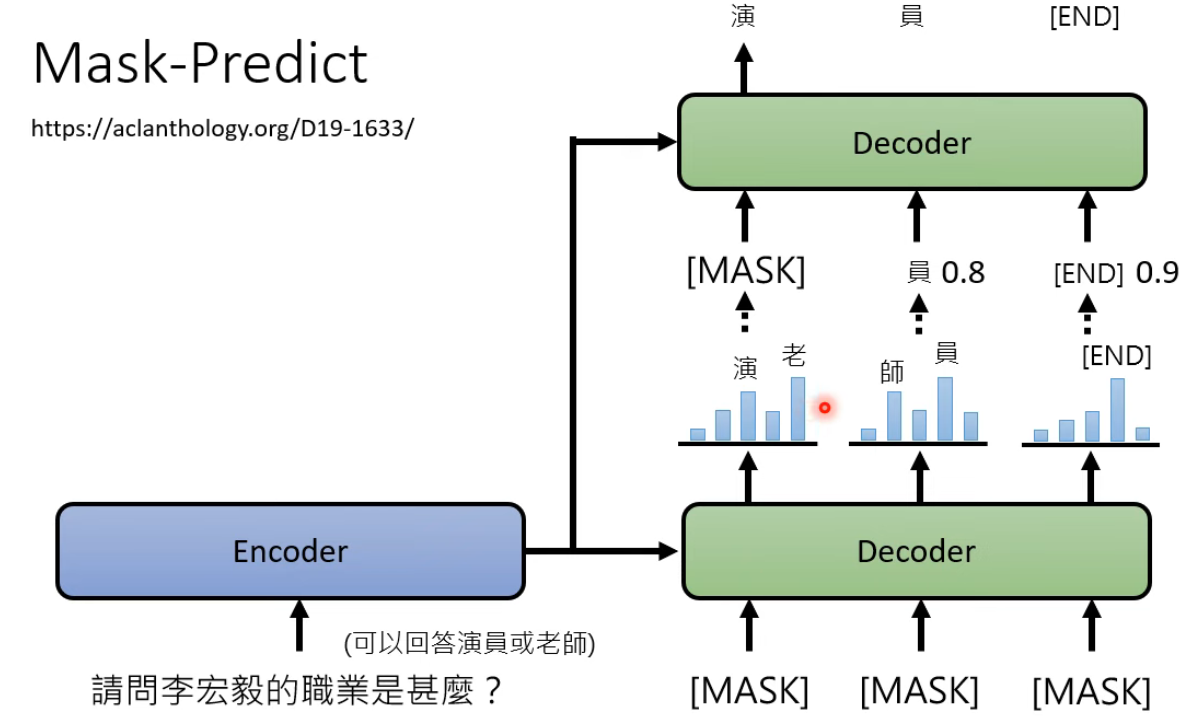 Mask-Predict
https://aclanthology.org/D19-1633/
演 員 [END]
Decoder
[MASK] 員 0.8 [END] 0.9
演 老 師 員 [END]
Encoder
Decoder
(可以回答演員或老師)
請問李宏毅的職業是甚麼？
[MASK] [MASK] [MASK]